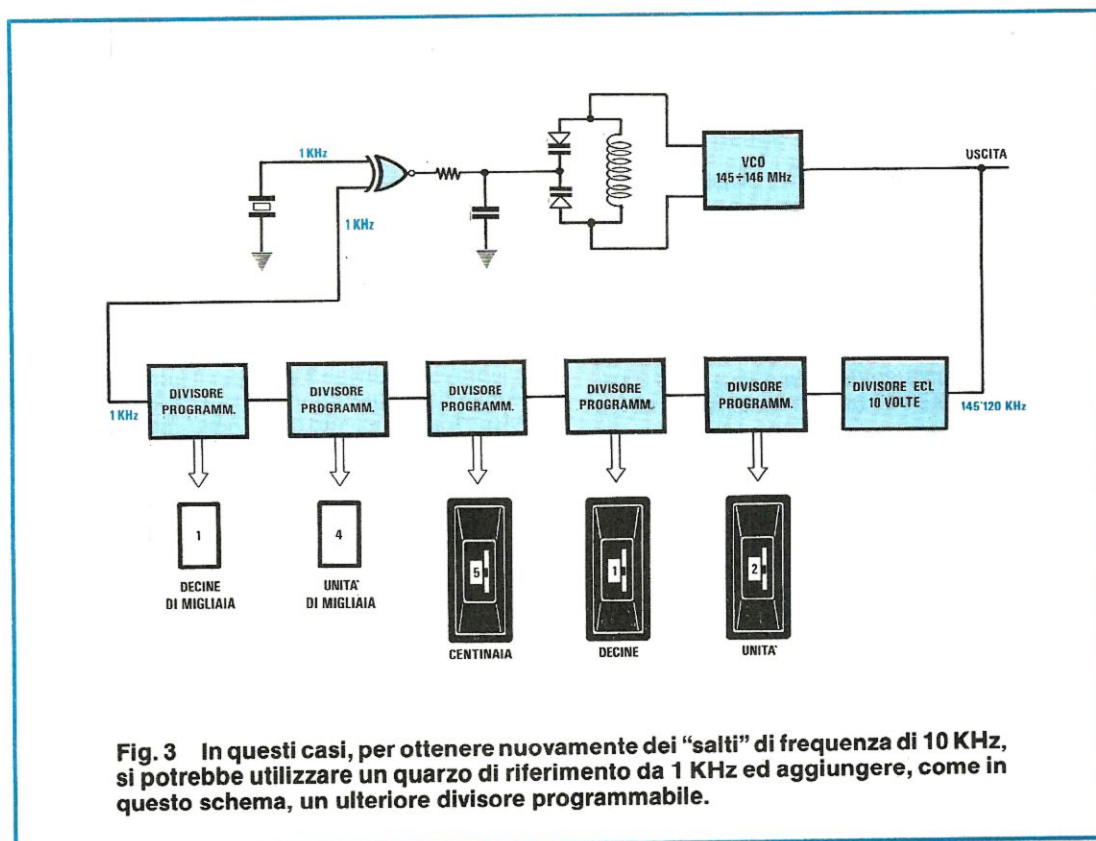 1 KHz
1 KHz
VCO
145÷146 MHz
USCITA
1 KHz
DIVISORE
PROGRAMM.
DIVISORE
PROGRAMM.
DIVISORE
PROGRAMM.
DIVISORE
PROGRAMM.
DIVISORE
PROGRAMM.
DIVISORE ECL
10 VOLTE
145'120 KHz
1
4
5
1
2
DECINE
DI MIGLIAIA
UNITA'
DI MIGLIAIA
CENTINAIA
DECINE
UNITA'
Fig. 3 In questi casi, per ottenere nuovamente dei "salti" di frequenza di 10 KHz,
si potrebbe utilizzare un quarzo di riferimento da 1 KHz ed aggiungere, come in
questo schema, un ulteriore divisore programmabile.